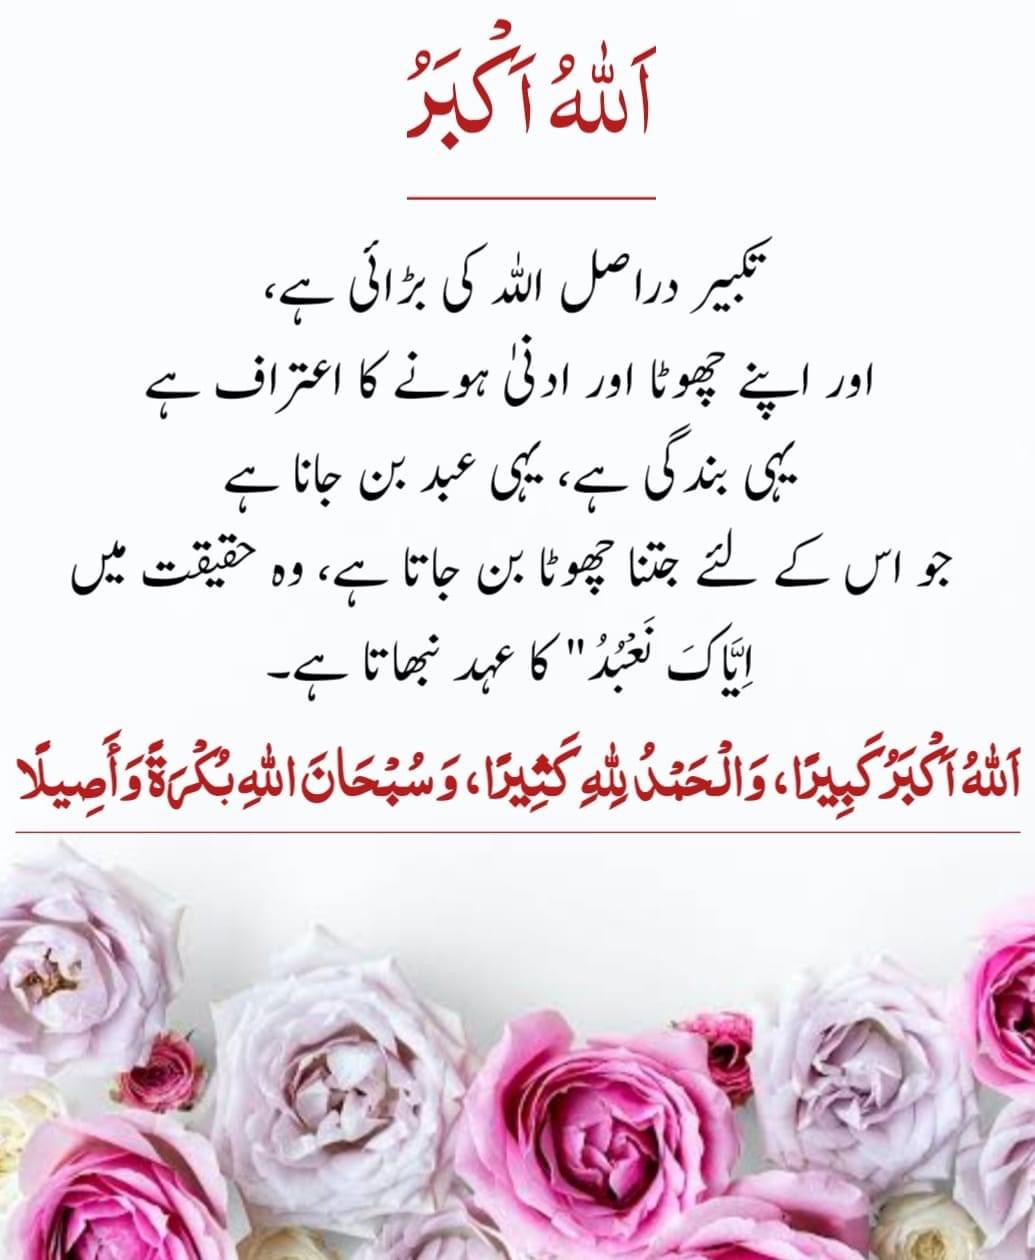 اَللّٰهُ اَكْبَرُ
تکبیر دراصل اللہ کی بڑائی ہے،
اور اپنے چھوٹا اور ادنیٰ ہونے کا اعتراف ہے
یہی بندگی ہے، یہی عبد بن جانا ہے
جو اس کے لئے جتنا چھوٹا بن جاتا ہے، وہ حقیقت میں
اِیَّاکَ نَعْبُدُ" کا عہد نبھاتا ہے۔
اَللّٰهُ اَكْبَرُ كَبِيرًا، وَالْحَمْدُ لِلّٰهِ كَثِيرًا، وَسُبْحَانَ اللّٰهِ بُكْرَةً وَأَصِيلًا